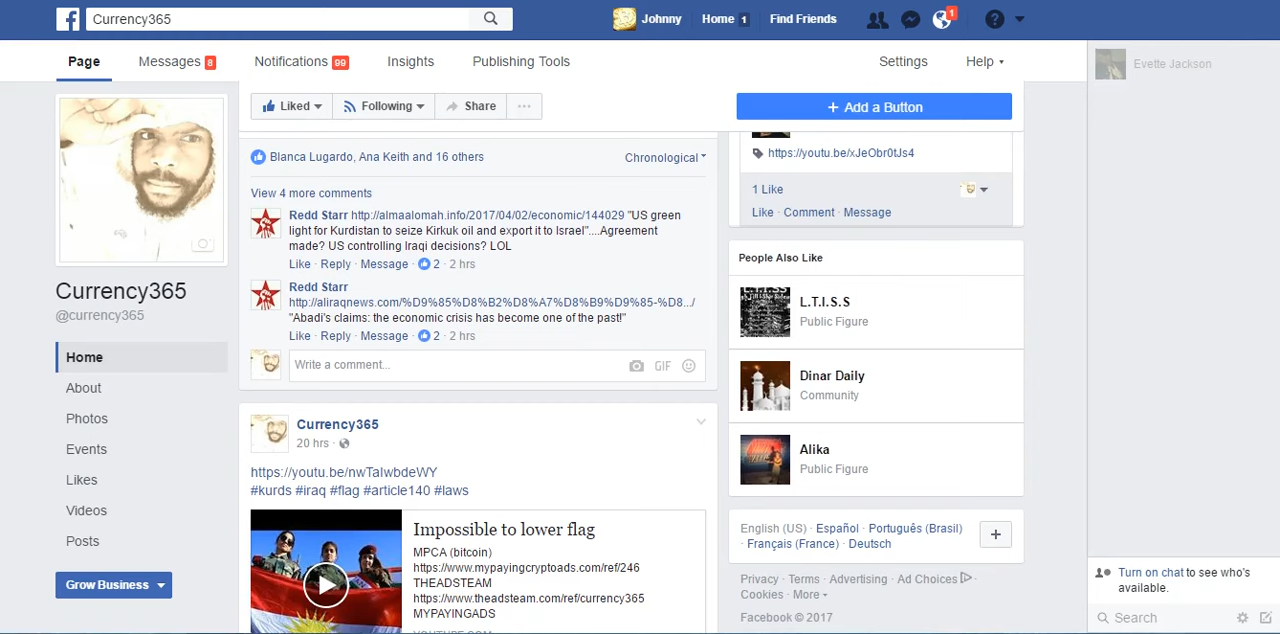 Currency365
Johnny
Home 1
Find Friends
1
Page
Messages 8
Notifications 99
Insights
Publishing Tools
Settings
Help
Liked
Following
Share
+ Add a Button
Currency365
@currency365
Home
About
Photos
Events
Likes
Videos
Posts
Grow Business
Blanca Lugardo, Ana Keith and 16 others
Chronological
View 4 more comments
Redd Starr http://almaalomah.info/2017/04/02/economic/144029 "US green
light for Kurdistan to seize Kirkuk oil and export it to Israel"....Agreement
made? US controlling Iraqi decisions? LOL
Like · Reply · Message · 2 · 2 hrs
Redd Starr
http://aliraqnews.com/%D9%85%D8%B2%D8%A7%D8%B9%D9%85-%D8.../
"Abadi's claims: the economic crisis has become one of the past!"
Like · Reply · Message · 2 · 2 hrs
Write a comment...
GIF
Currency365
20 hrs ·
https://youtu.be/nwTaIwbdeWY
#kurds #iraq #flag #article140 #laws
Impossible to lower flag
MPCA (bitcoin)
https://www.mypayingcryptoads.com/ref/246
THEADSTEAM
https://www.theadsteam.com/ref/currency365
MYPAYINGADS
YOUTUBE.COM
https://youtu.be/xJeObr0tJs4
1 Like
Like · Comment · Message
People Also Like
L.T.I.S.S
Public Figure
Dinar Daily
Community
Alika
Public Figure
English (US) · Español · Português (Brasil)
· Français (France) · Deutsch
+
Privacy · Terms · Advertising · Ad Choices ·
Cookies · More
Facebook © 2017
Evette Jackson
Turn on chat to see who's
available.
Search